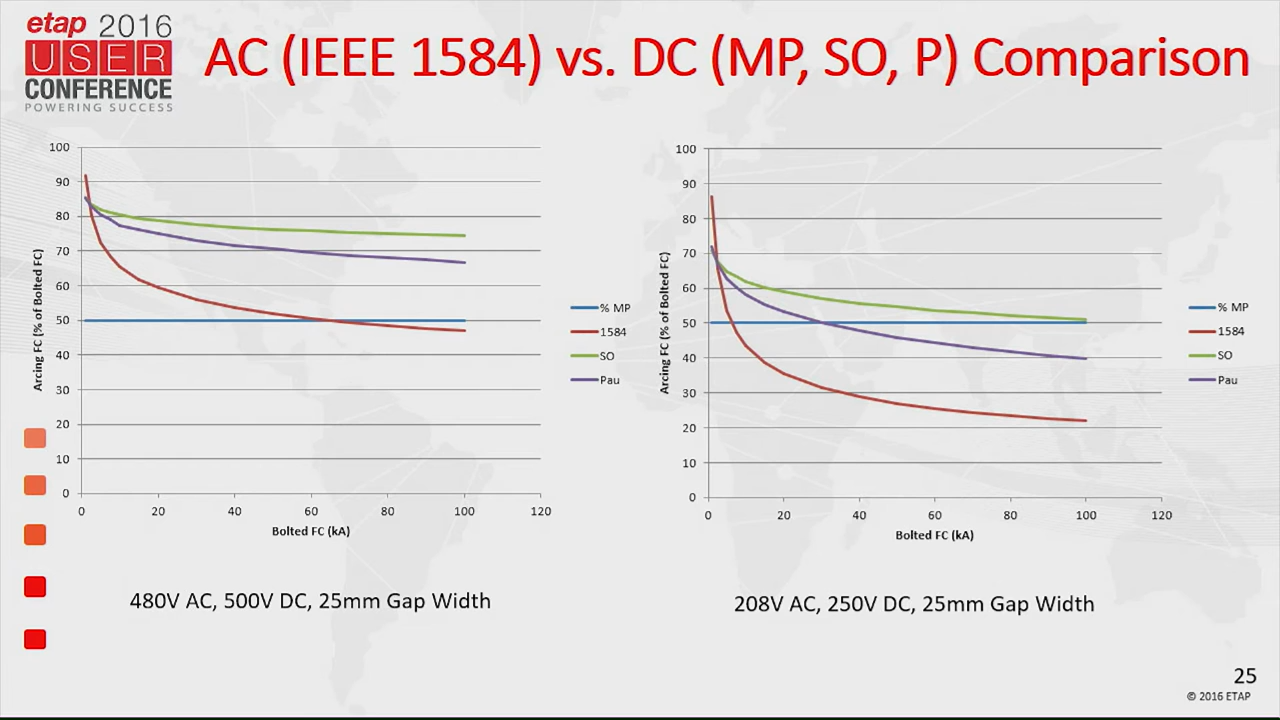 etap 2016
USER
CONFERENCE
POWERING SUCCESS
AC (IEEE 1584) vs. DC (MP, SO, P) Comparison
100
90
80
70
60
50
40
30
20
10
0
Arcing FC (% of Bolted FC)
0 20 40 60 80 100 120
Bolted FC (kA)
% MP
1584
SO
Pau
480V AC, 500V DC, 25mm Gap Width
100
90
80
70
60
50
40
30
20
10
0
Arcing FC (% of Bolted FC)
0 20 40 60 80 100 120
Bolted FC (kA)
% MP
1584
SO
Pau
208V AC, 250V DC, 25mm Gap Width
25
© 2016 ETAP